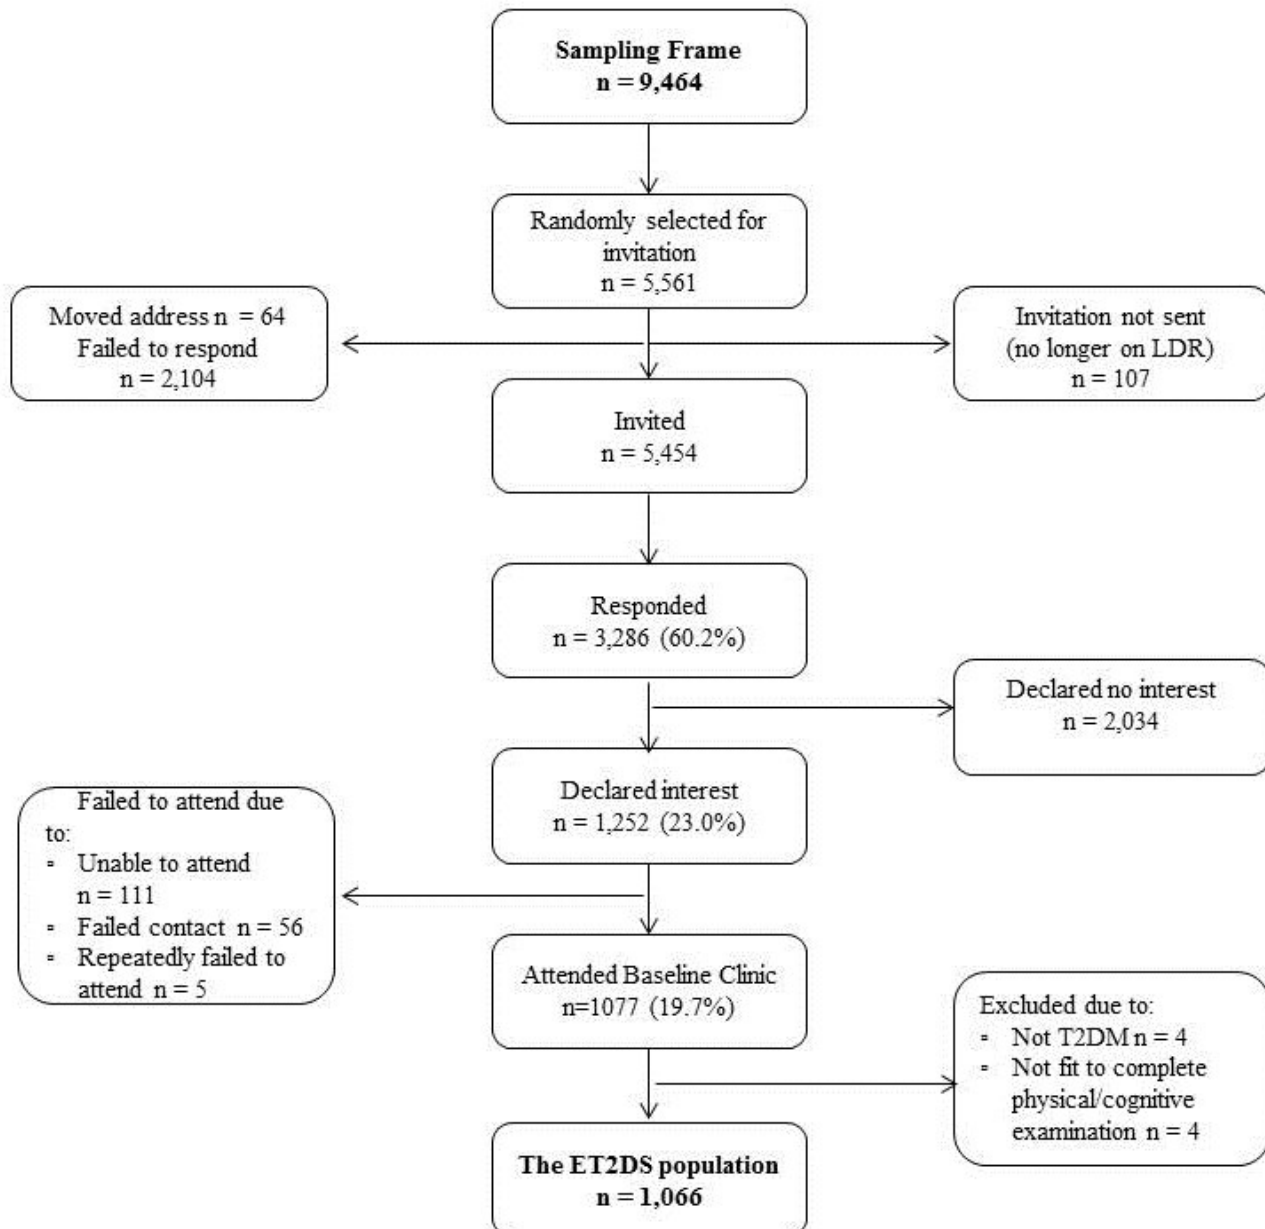 Sampling Frame
n = 9,464
Randomly selected for
invitation
n = 5,561
Moved address n = 64
Failed to respond
n = 2,104
Invitation not sent
(no longer on LDR)
n = 107
Invited
n = 5,454
Responded
n = 3,286 (60.2%)
Declared no interest
n = 2,034
Declared interest
n = 1,252 (23.0%)
Failed to attend due
to:
▫ Unable to attend
n = 111
▫ Failed contact n = 56
▫ Repeatedly failed to
attend n = 5
Attended Baseline Clinic
n=1077 (19.7%)
Excluded due to:
▫ Not T2DM n = 4
▫ Not fit to complete
physical/cognitive
examination n = 4
The ET2DS population
n = 1,066